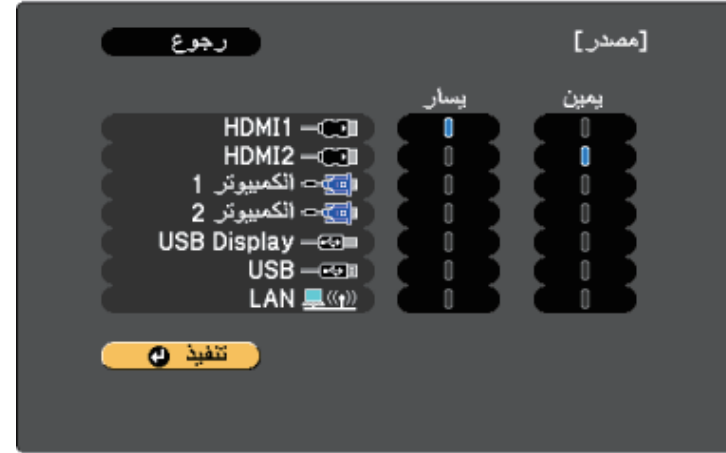 [مصدر]
رجوع
يمين
يسار
HDMI1
HDMI2
الكمبيوتر 1
الكمبيوتر 2
USB Display
USB
LAN
تنفيذ